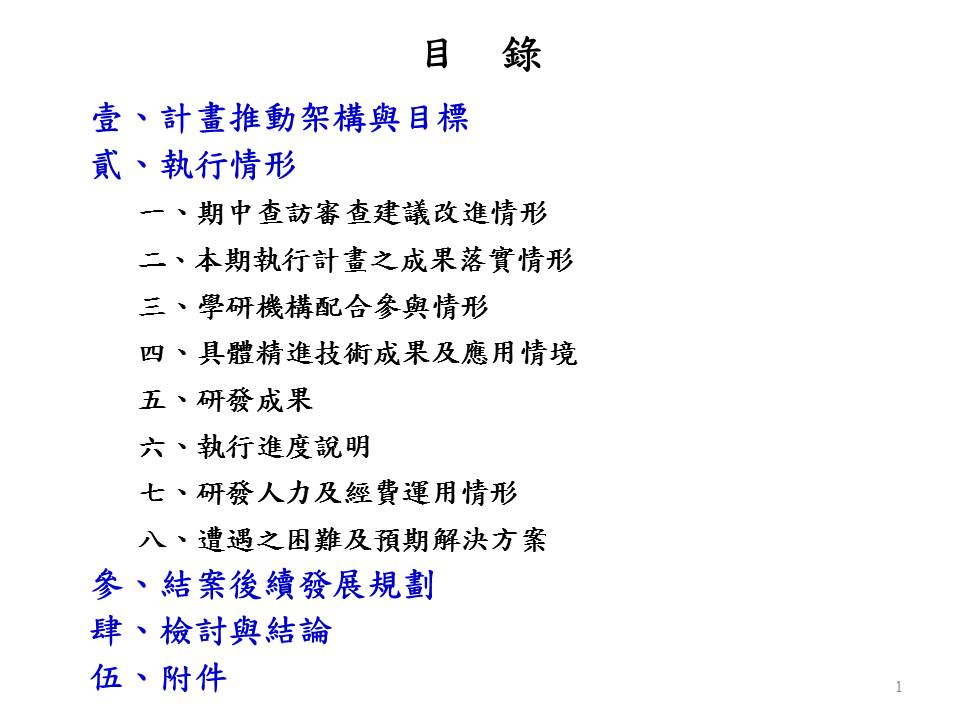 目 錄
壹、計畫推動架構與目標
貳、執行情形
一、期中查訪審查建議改進情形
二、本期執行計畫之成果落實情形
三、學研機構配合參與情形
四、具體精進技術成果及應用情境
五、研發成果
六、執行進度說明
七、研發人力及經費運用情形
八、遭遇之困難及預期解決方案
參、結案後續發展規劃
肆、檢討與結論
伍、附件
1